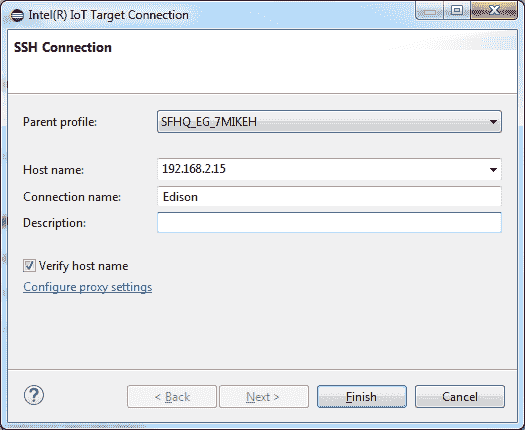 Intel(R) IoT Target Connection
SSH Connection
Parent profile: SFHQ_EG_7MIKEH
Host name: 192.168.2.15
Connection name: Edison
Description:
Verify host name
Configure proxy settings
? < Back Next > Finish Cancel